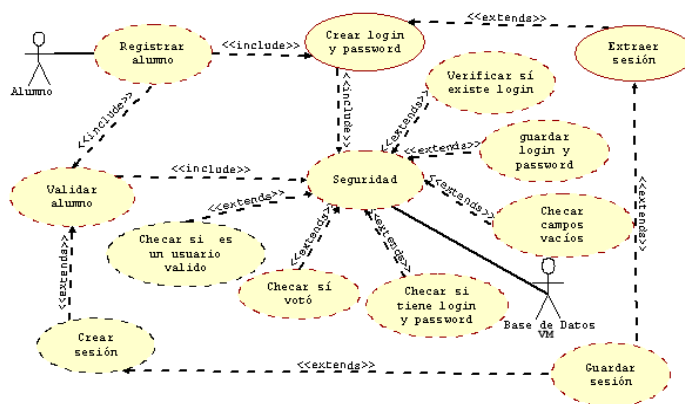 <<extends>>
Registrar
alumno
<<include>>
Crear login
y password
Extraer
sesión
Alumno
<<include>>
<<include>>
Verificar sí
existe login
<<extends>>
<<extends>>
guardar
login y
password
Validar
alumno
<<include>>
Seguridad
<<extends>>
<<extends>>
<<extends>>
Checar
campos
vacíos
Checar si es
un usuario
valido
<<extends>>
<<extends>>
<<extends>>
Checar sí
votó
Checar si
tiene login
y password
Base de Datos
VM
Crear
sesión
<<extends>>
Guardar
sesión